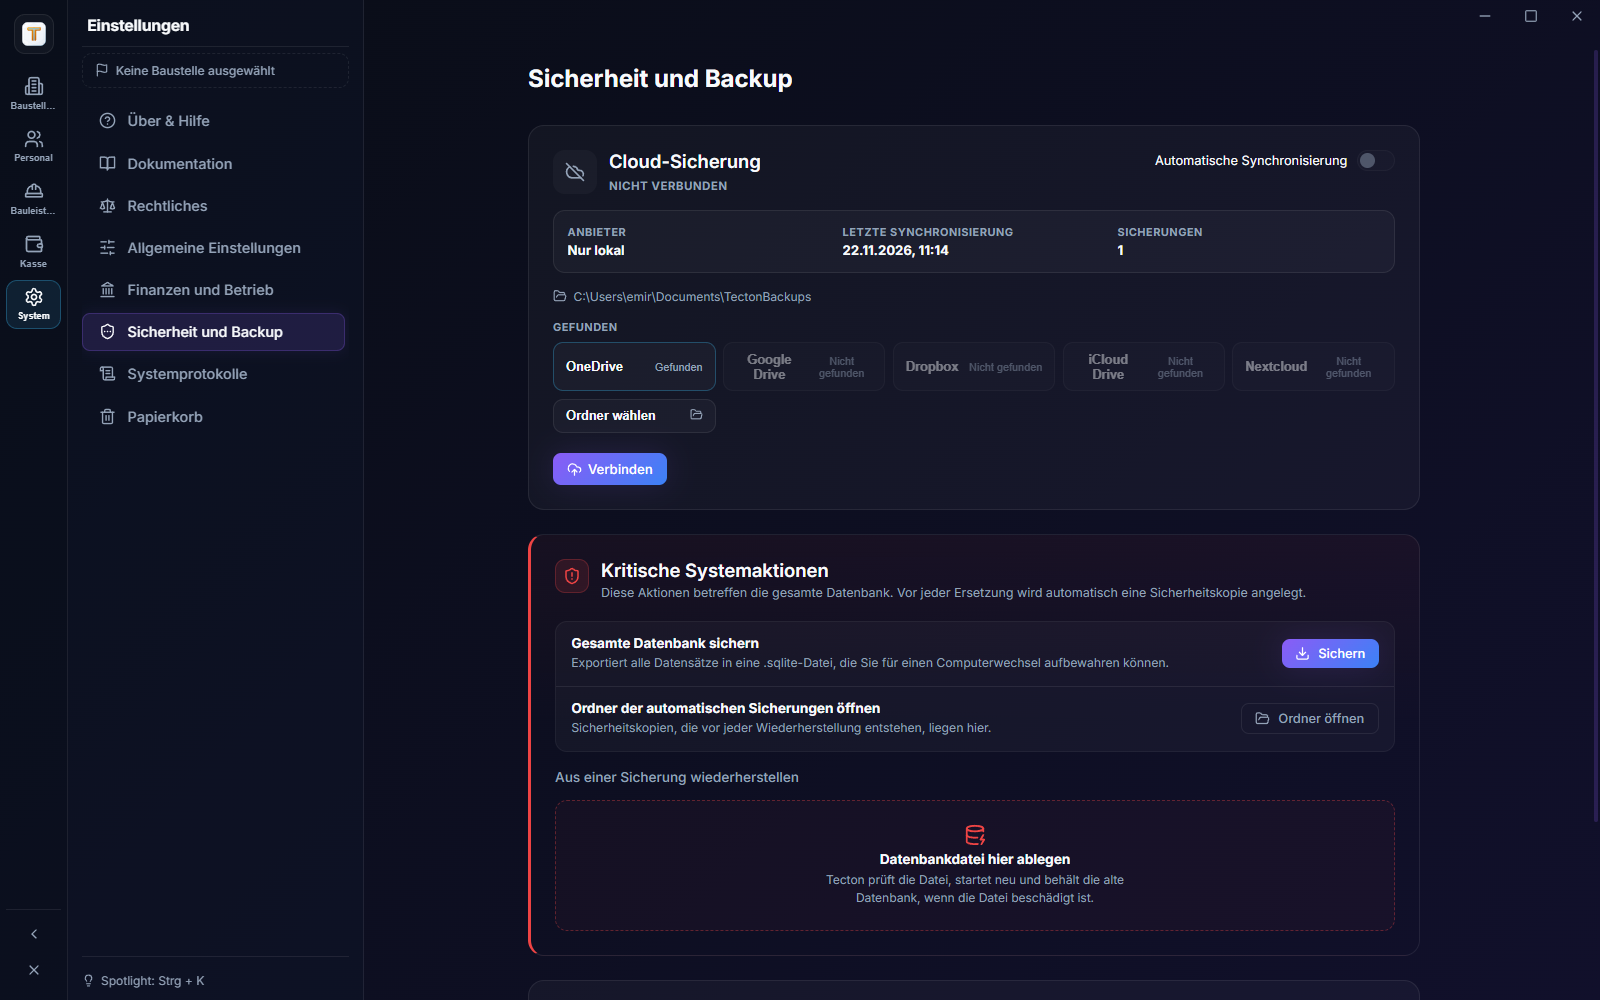 T
Baustell...
Personal
Bauleist...
Kasse
System
Einstellungen
Keine Baustelle ausgewählt
Über & Hilfe
Dokumentation
Rechtliches
Allgemeine Einstellungen
Finanzen und Betrieb
Sicherheit und Backup
Systemprotokolle
Papierkorb
Spotlight: Strg + K
Sicherheit und Backup
Cloud-Sicherung
NICHT VERBUNDEN
Automatische Synchronisierung
ANBIETER
Nur lokal
LETZTE SYNCHRONISIERUNG
22.11.2026, 11:14
SICHERUNGEN
1
C:\Users\emir\Documents\TectonBackups
GEFUNDEN
OneDrive
Gefunden
Google
Drive
Nicht
gefunden
Dropbox
Nicht gefunden
iCloud
Drive
Nicht
gefunden
Nextcloud
Nicht
gefunden
Ordner wählen
Verbinden
Kritische Systemaktionen
Diese Aktionen betreffen die gesamte Datenbank. Vor jeder Ersetzung wird automatisch eine Sicherheitskopie angelegt.
Gesamte Datenbank sichern
Exportiert alle Datensätze in eine .sqlite-Datei, die Sie für einen Computerwechsel aufbewahren können.
Sichern
Ordner der automatischen Sicherungen öffnen
Sicherheitskopien, die vor jeder Wiederherstellung entstehen, liegen hier.
Ordner öffnen
Aus einer Sicherung wiederherstellen
Datenbankdatei hier ablegen
Tecton prüft die Datei, startet neu und behält die alte
Datenbank, wenn die Datei beschädigt ist.